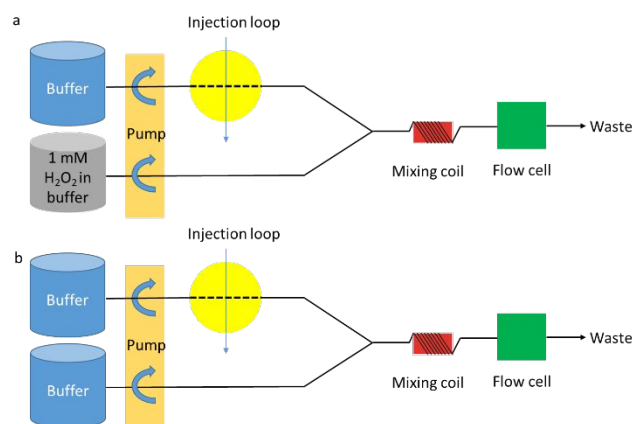 a
Injection loop
Buffer
Pump
1 mM
H₂O₂ in
buffer
Mixing coil
Flow cell
Waste
b
Injection loop
Buffer
Pump
Buffer
Mixing coil
Flow cell
Waste